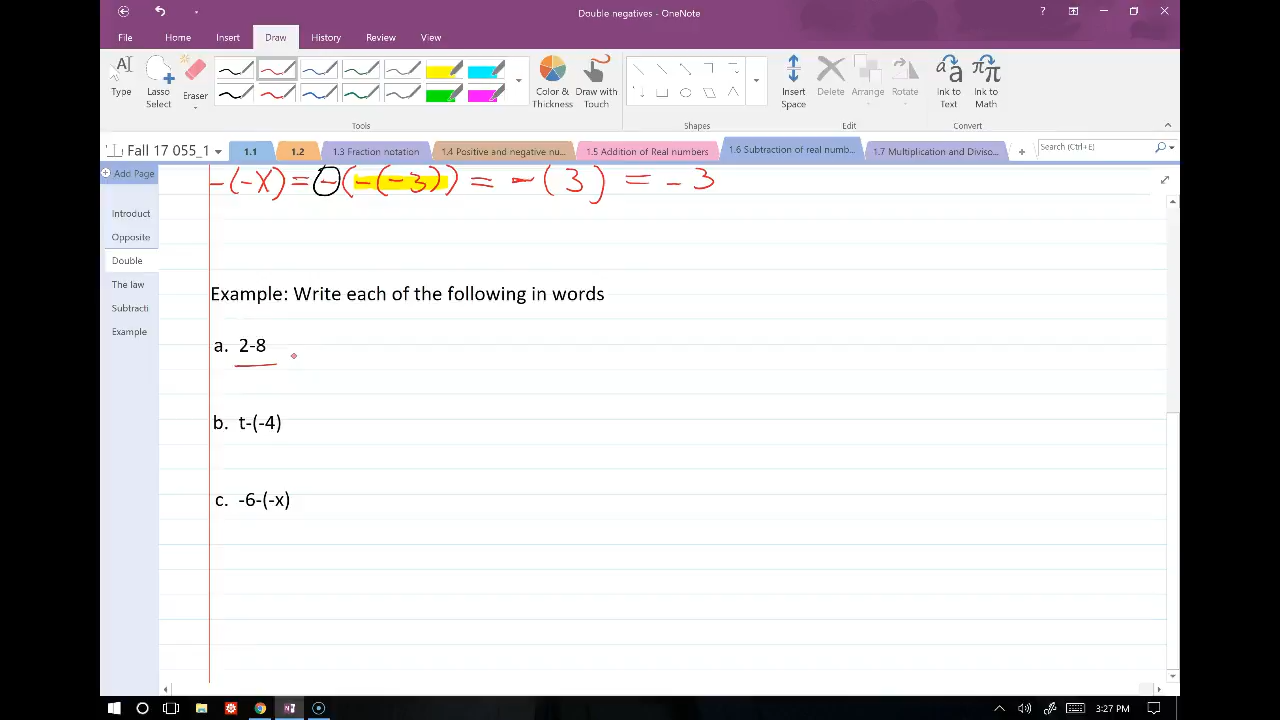 Double negatives - OneNote
?
File Home Insert Draw History Review View
Type
Lasso Select
Eraser
Color & Thickness
Draw with Touch
Insert Space
Delete
Arrange
Rotate
Ink to Text
Ink to Math
Tools
Shapes
Edit
Convert
Fall 17 055_1
1.1
1.2
1.3 Fraction notation
1.4 Positive and negative nu...
1.5 Addition of Real numbers
1.6 Subtraction of real numb...
1.7 Multiplication and Diviso...
Search (Ctrl+E)
Add Page
Introduct
Opposite
Double
The law
Subtracti
Example
-(-x) = -(-(-3)) = -(3) = -3
Example: Write each of the following in words
a. 2-8
b. t-(-4)
c. -6-(-x)
3:27 PM